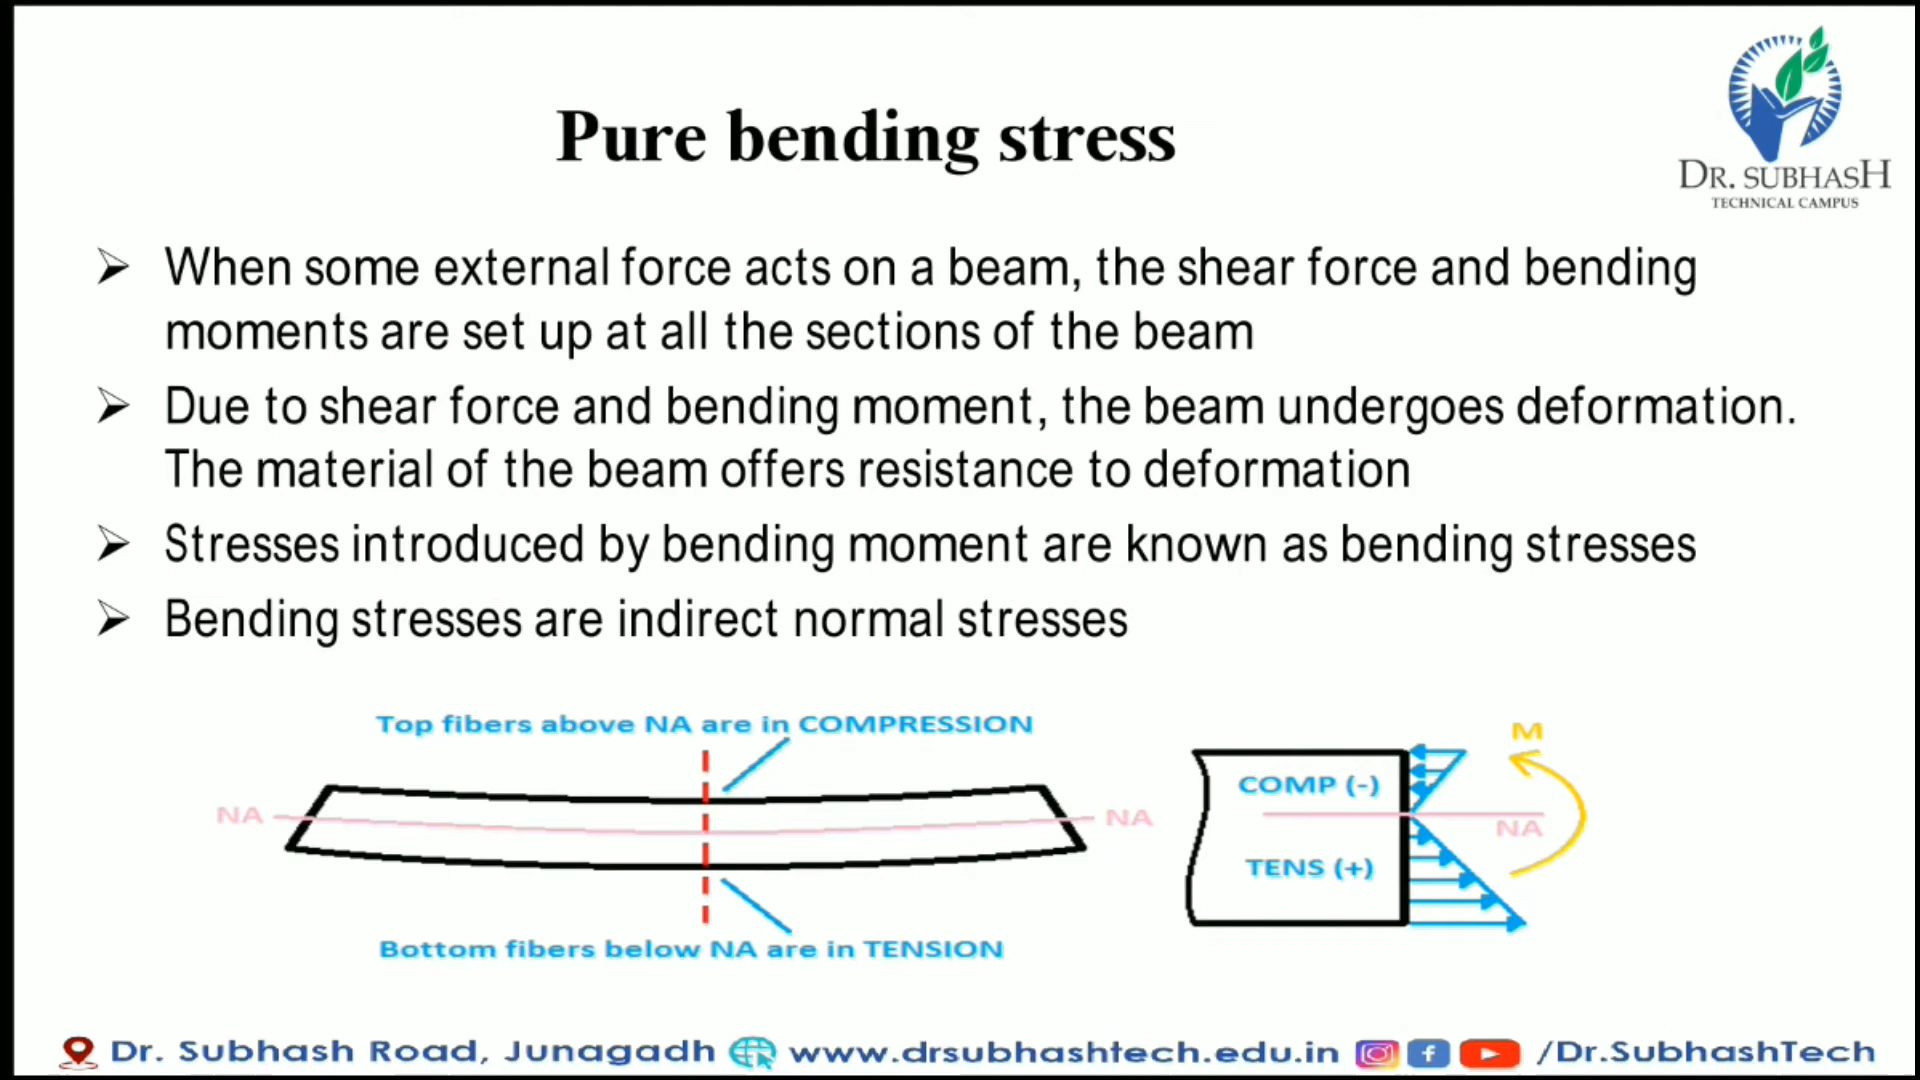 Pure bending stress
DR. SUBHASH
TECHNICAL CAMPUS
➢ When some external force acts on a beam, the shear force and bending
moments are set up at all the sections of the beam
➢ Due to shear force and bending moment, the beam undergoes deformation.
The material of the beam offers resistance to deformation
➢ Stresses introduced by bending moment are known as bending stresses
➢ Bending stresses are indirect normal stresses
Top fibers above NA are in COMPRESSION
NA
NA
Bottom fibers below NA are in TENSION
M
COMP (-)
NA
TENS (+)
Dr. Subhash Road, Junagadh www.drsubhashtech.edu.in /Dr.SubhashTech